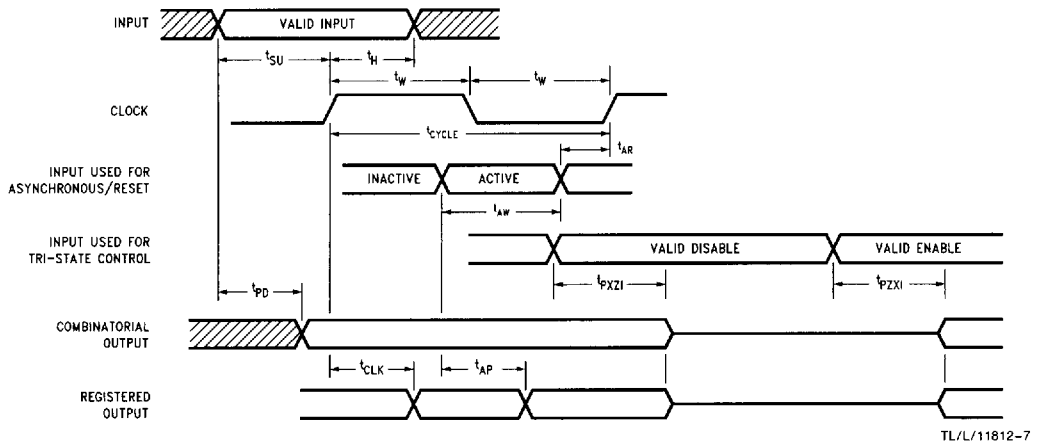 INPUT
VALID INPUT
tSU
tH
tW
tW
CLOCK
tCYCLE
tAR
INPUT USED FOR
ASYNCHRONOUS/RESET
INACTIVE
ACTIVE
tAW
INPUT USED FOR
TRI-STATE CONTROL
VALID DISABLE
VALID ENABLE
tPD
tPXZI
tPZXI
COMBINATORIAL
OUTPUT
tCLK
tAP
REGISTERED
OUTPUT
TL/L/11812-7